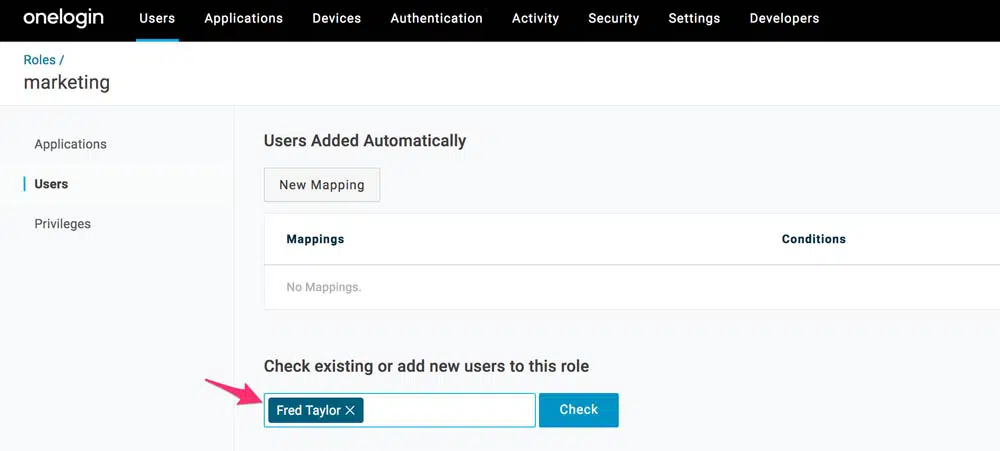 onelogin Users Applications Devices Authentication Activity Security Settings Developers
Roles /
marketing
Applications
Users
Privileges
Users Added Automatically
New Mapping
Mappings Conditions
No Mappings.
Check existing or add new users to this role
Fred Taylor × Check